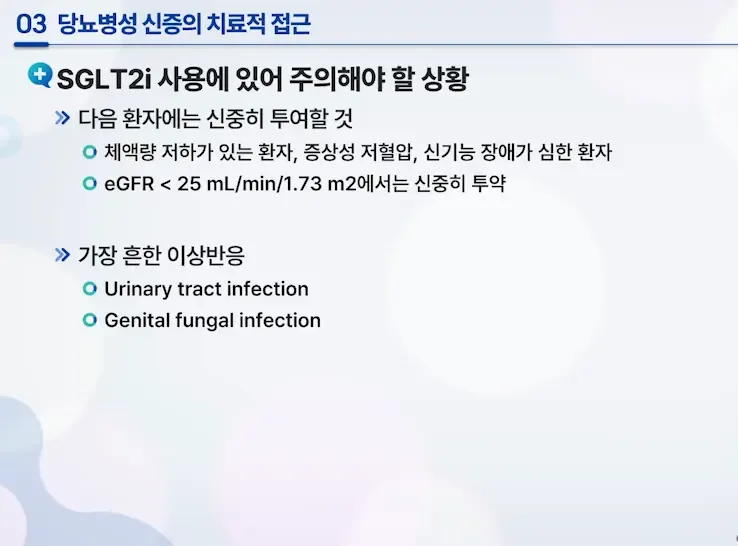 03 당뇨병성 신증의 치료적 접근
SGLT2i 사용에 있어 주의해야 할 상황
다음 환자에는 신중히 투여할 것
체액량 저하가 있는 환자, 증상성 저혈압, 신기능 장애가 심한 환자
eGFR < 25 mL/min/1.73 m2에서는 신중히 투약
가장 흔한 이상반응
Urinary tract infection
Genital fungal infection